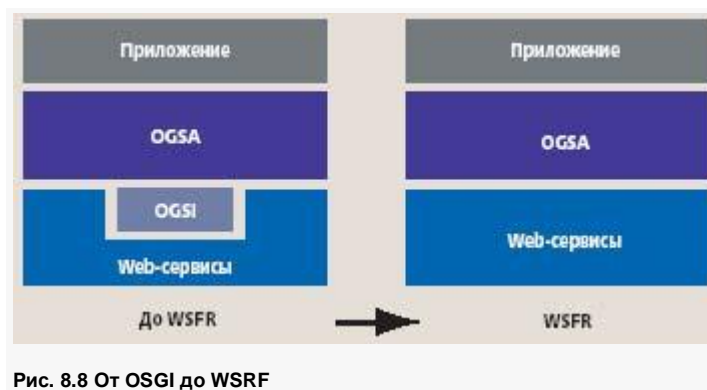 Приложение
OGSA
OGSI
Web-сервисы
До WSFR
Приложение
OGSA
Web-сервисы
WSFR
Рис. 8.8 От OSGI до WSRF